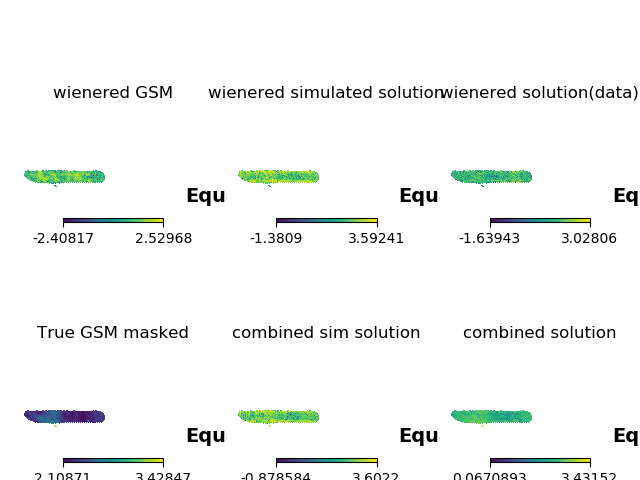 wienered GSM
wienered simulated solution
wienered solution(data)
Equ
Equ
Eq
-2.40817 2.52968
-1.3809 3.59241
-1.63943 3.02806
True GSM masked
combined sim solution
combined solution
Equ
Equ
Eq
2.10871 3.42847
-0.878584 3.6022
0.0670893 3.43152